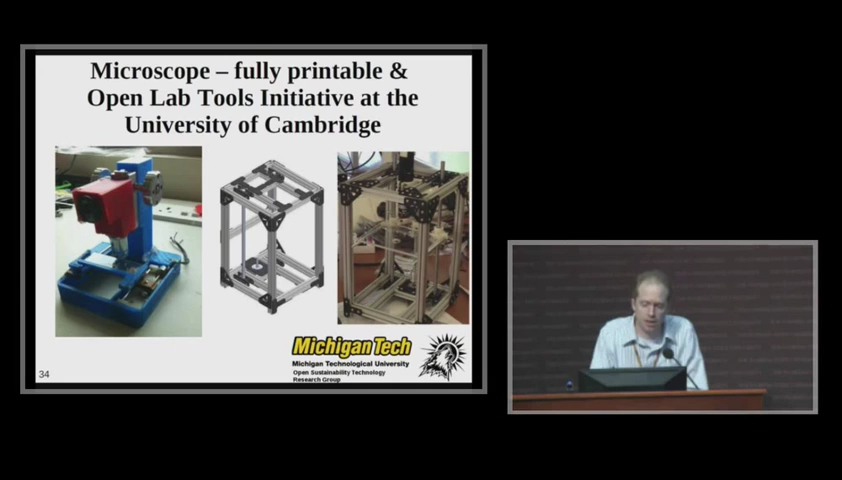 Microscope – fully printable &
Open Lab Tools Initiative at the
University of Cambridge
Michigan Tech
Michigan Technological University
Open Sustainability Technology
Research Group
34